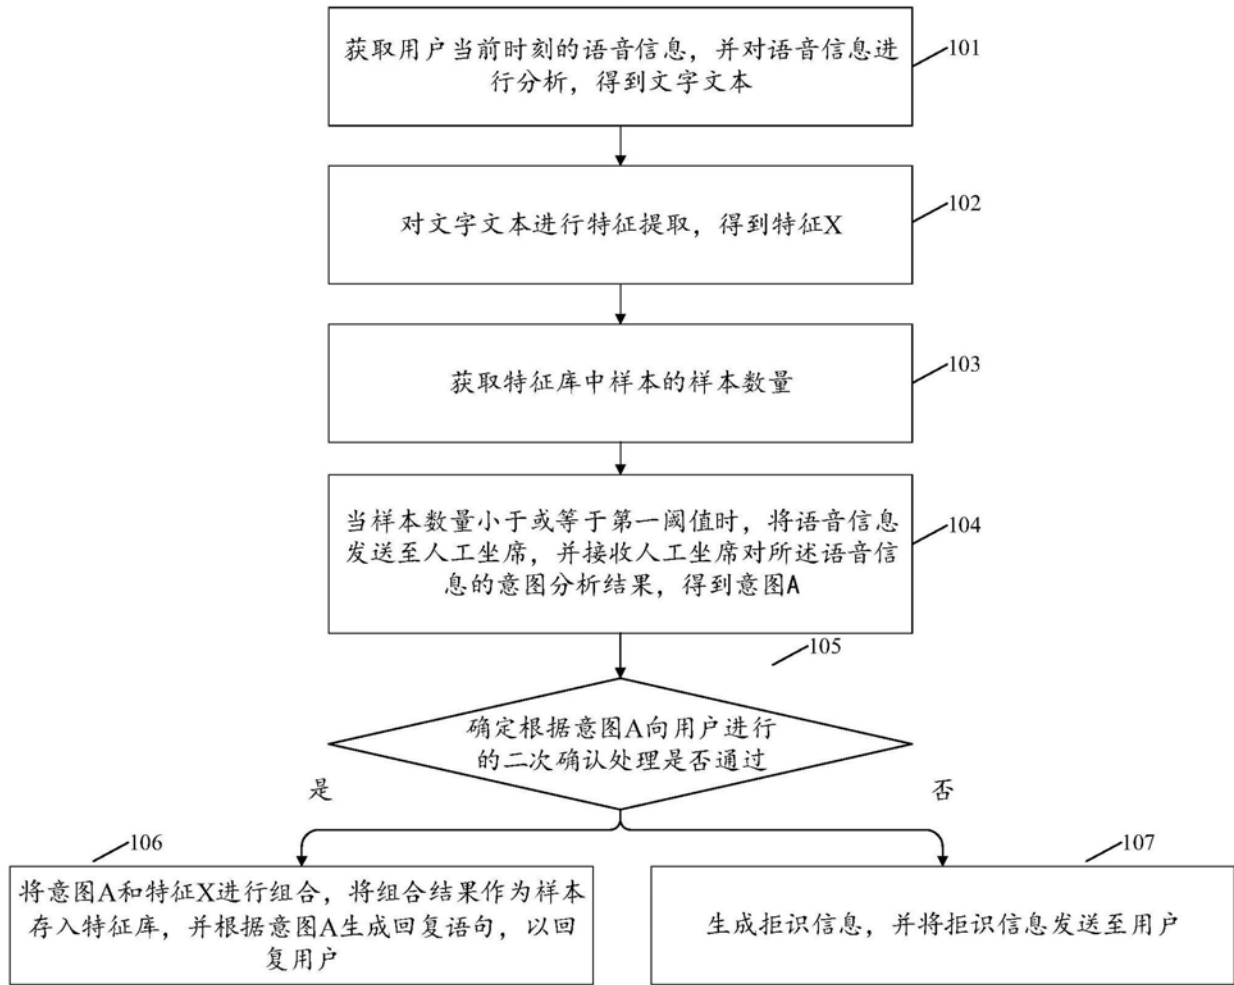 获取用户当前时刻的语音信息，并对语音信息进
行分析，得到文字文本
101
对文字文本进行特征提取，得到特征X
102
获取特征库中样本的样本数量
103
当样本数量小于或等于第一阈值时，将语音信息
发送至人工坐席，并接收人工坐席对所述语音信
息的意图分析结果，得到意图A
104
105
确定根据意图A向用户进行
的二次确认处理是否通过
是
否
106
将意图A和特征X进行组合，将组合结果作为样本
存入特征库，并根据意图A生成回复语句，以回
复用户
107
生成拒识信息，并将拒识信息发送至用户